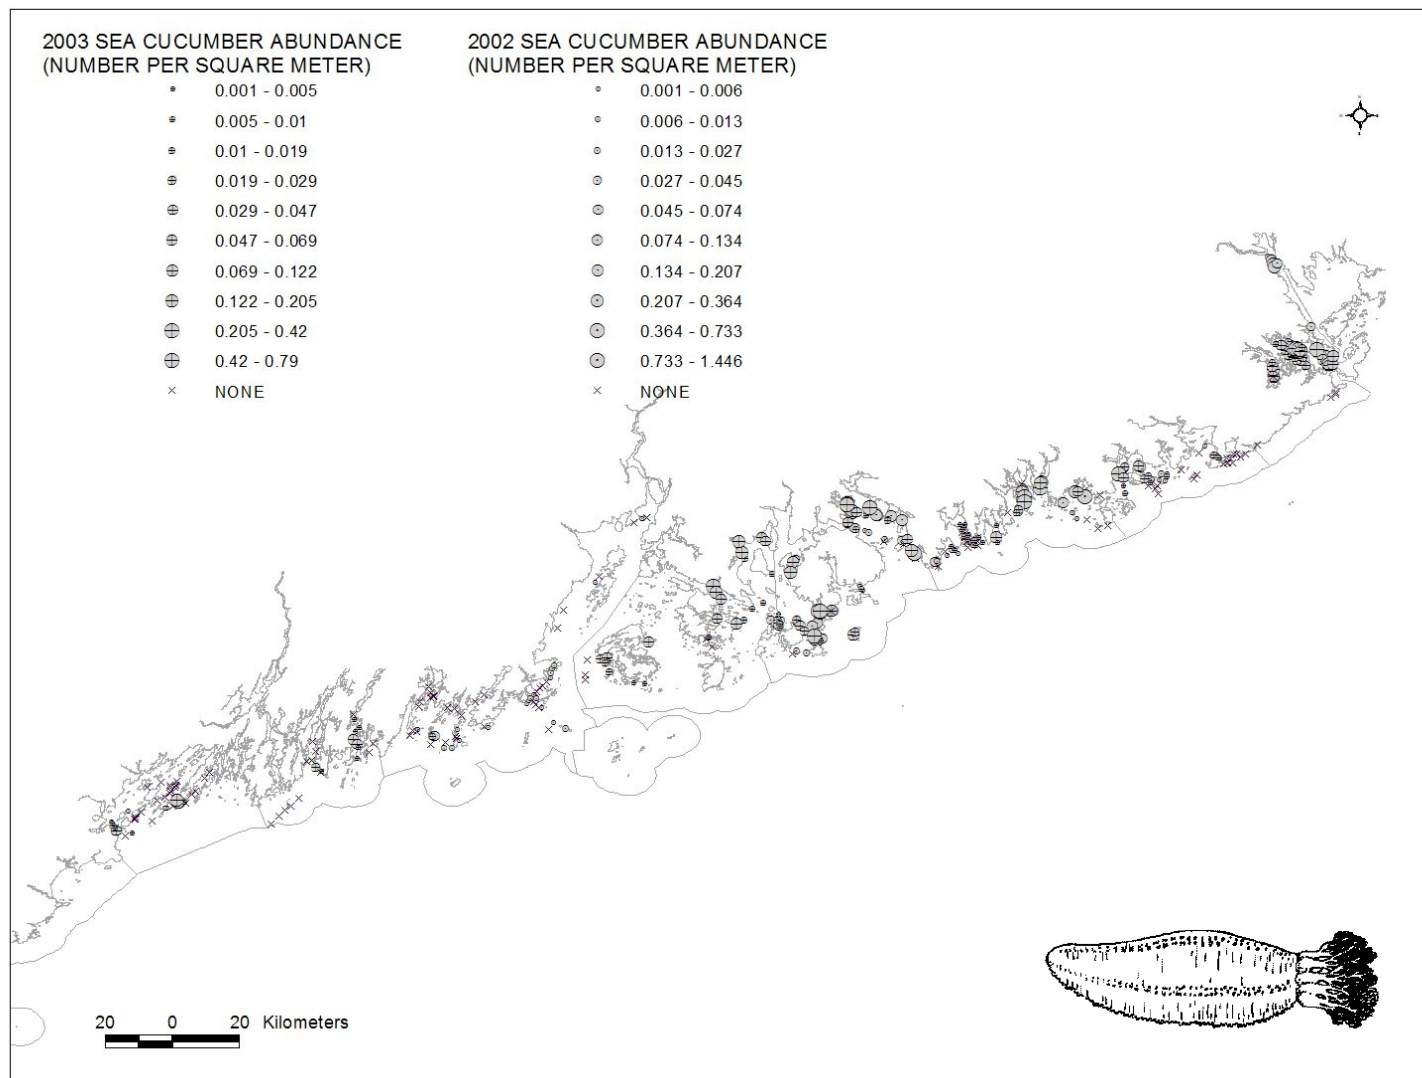 2003 SEA CUCUMBER ABUNDANCE
(NUMBER PER SQUARE METER)
0.001 - 0.005
0.005 - 0.01
0.01 - 0.019
0.019 - 0.029
0.029 - 0.047
0.047 - 0.069
0.069 - 0.122
0.122 - 0.205
0.205 - 0.42
0.42 - 0.79
NONE
2002 SEA CUCUMBER ABUNDANCE
(NUMBER PER SQUARE METER)
0.001 - 0.006
0.006 - 0.013
0.013 - 0.027
0.027 - 0.045
0.045 - 0.074
0.074 - 0.134
0.134 - 0.207
0.207 - 0.364
0.364 - 0.733
0.733 - 1.446
NONE
20 0 20 Kilometers